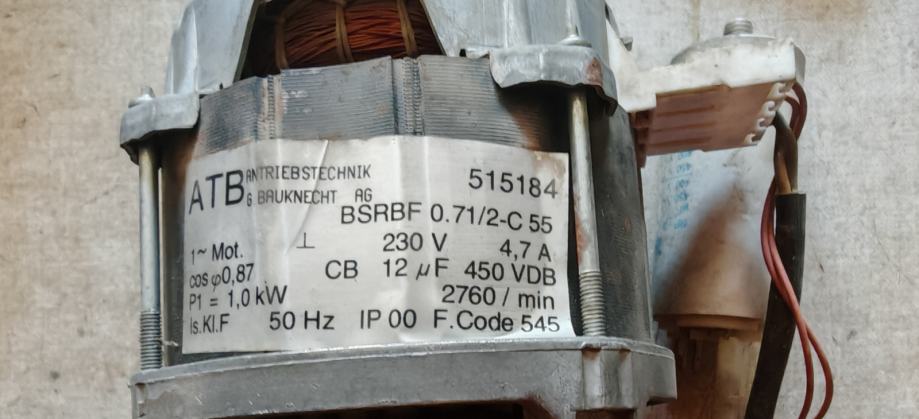 ATB ANTRIEBSTECHNIK
G. BAUKNECHT AG
515184
BSRBF 0.71/2-C 55
1~ Mot. ⊥ 230 V 4,7 A
cos φ0,87 CB 12 µF 450 VDB
P1 = 1,0 kW 2760 / min
Is.Kl.F 50 Hz IP 00 F.Code 545